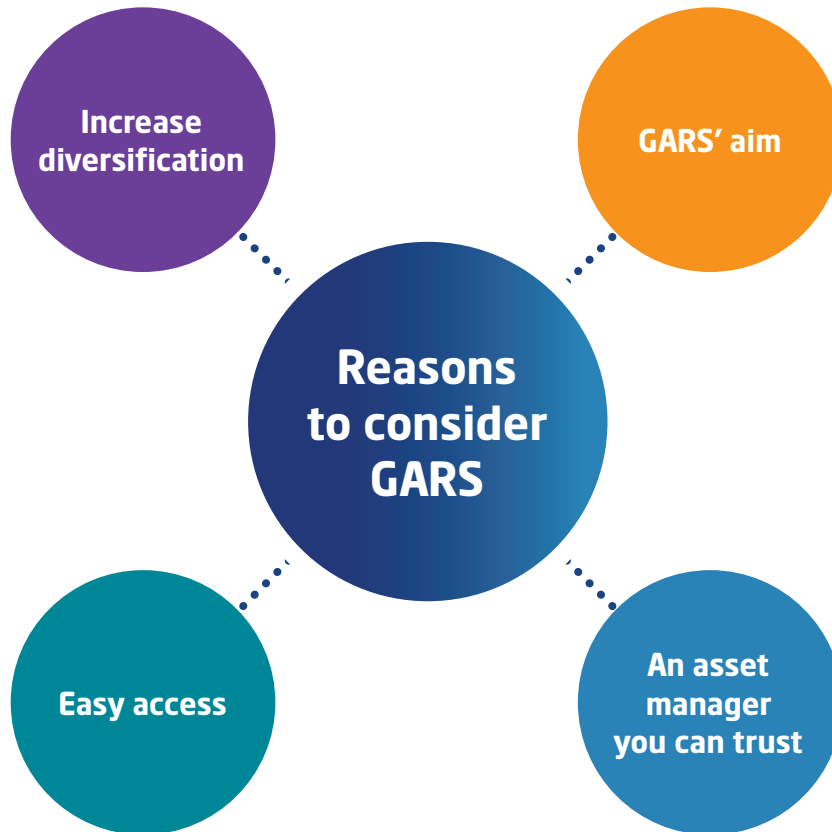 Increase
diversification
GARS’ aim
Reasons
to consider
GARS
Easy access
An asset
manager
you can trust